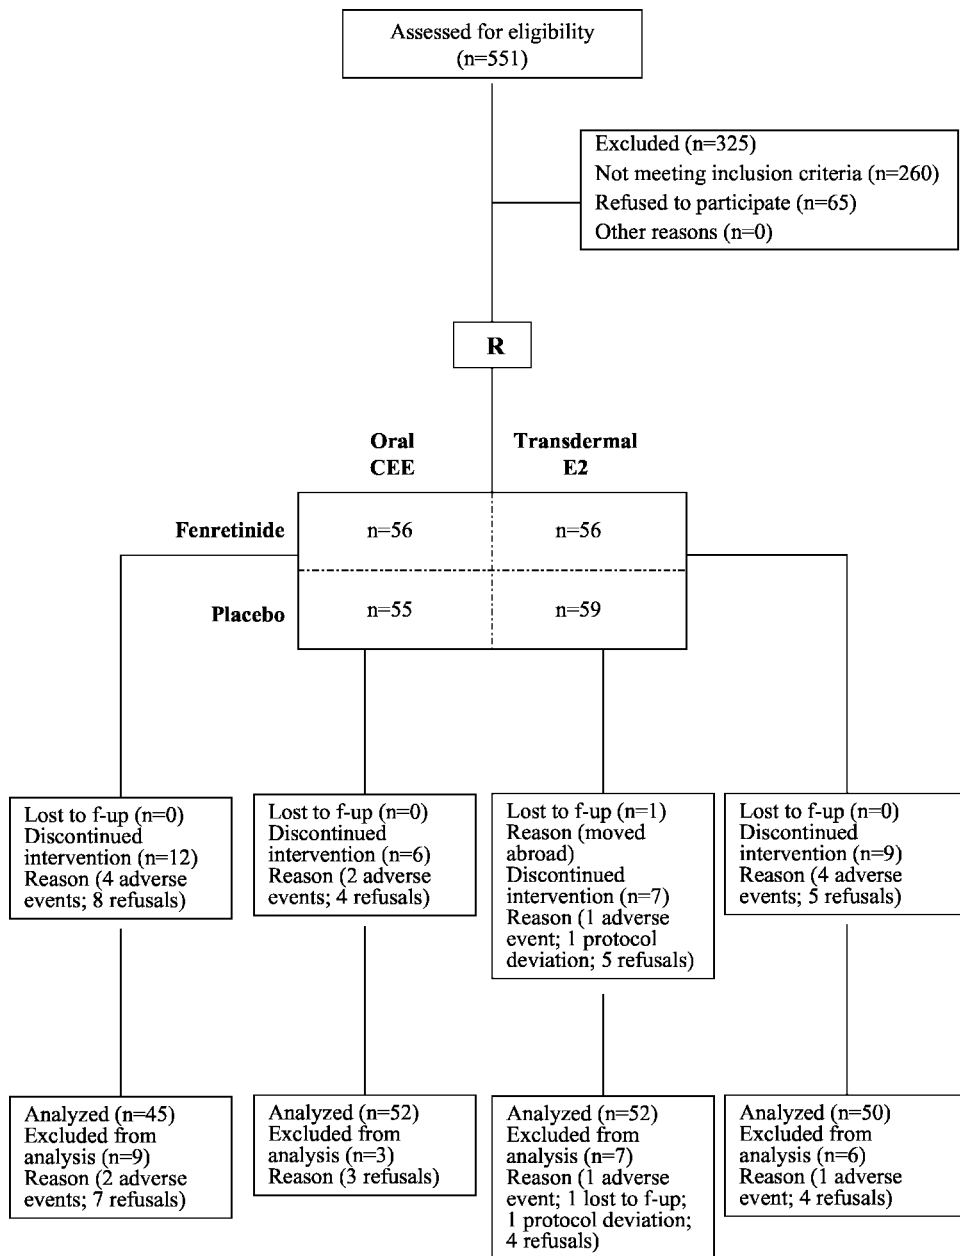 Assessed for eligibility
(n=551)
Excluded (n=325)
Not meeting inclusion criteria (n=260)
Refused to participate (n=65)
Other reasons (n=0)
R
Oral
CEE
Transdermal
E2
Fenretinide
n=56
n=56
Placebo
n=55
n=59
Lost to f-up (n=0)
Discontinued
intervention (n=12)
Reason (4 adverse
events; 8 refusals)
Lost to f-up (n=0)
Discontinued
intervention (n=6)
Reason (2 adverse
events; 4 refusals)
Lost to f-up (n=1)
Reason (moved
abroad)
Discontinued
intervention (n=7)
Reason (1 adverse
event; 1 protocol
deviation; 5 refusals)
Lost to f-up (n=0)
Discontinued
intervention (n=9)
Reason (4 adverse
events; 5 refusals)
Analyzed (n=45)
Excluded from
analysis (n=9)
Reason (2 adverse
events; 7 refusals)
Analyzed (n=52)
Excluded from
analysis (n=3)
Reason (3 refusals)
Analyzed (n=52)
Excluded from
analysis (n=7)
Reason (1 adverse
event; 1 lost to f-up;
1 protocol deviation;
4 refusals)
Analyzed (n=50)
Excluded from
analysis (n=6)
Reason (1 adverse
event; 4 refusals)